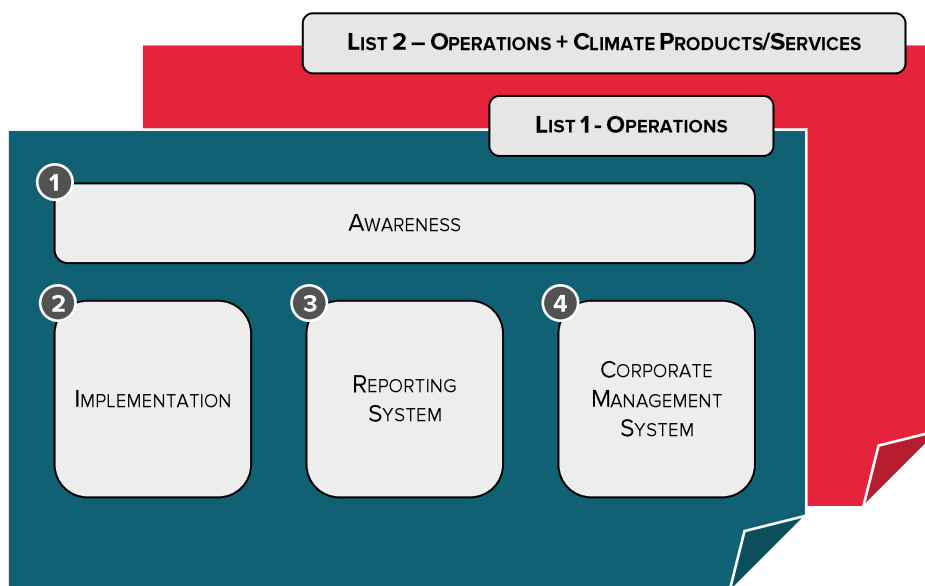 LIST 2 – OPERATIONS + CLIMATE PRODUCTS/SERVICES
LIST 1 - OPERATIONS
1
AWARENESS
2
IMPLEMENTATION
3
REPORTING
SYSTEM
4
CORPORATE
MANAGEMENT
SYSTEM